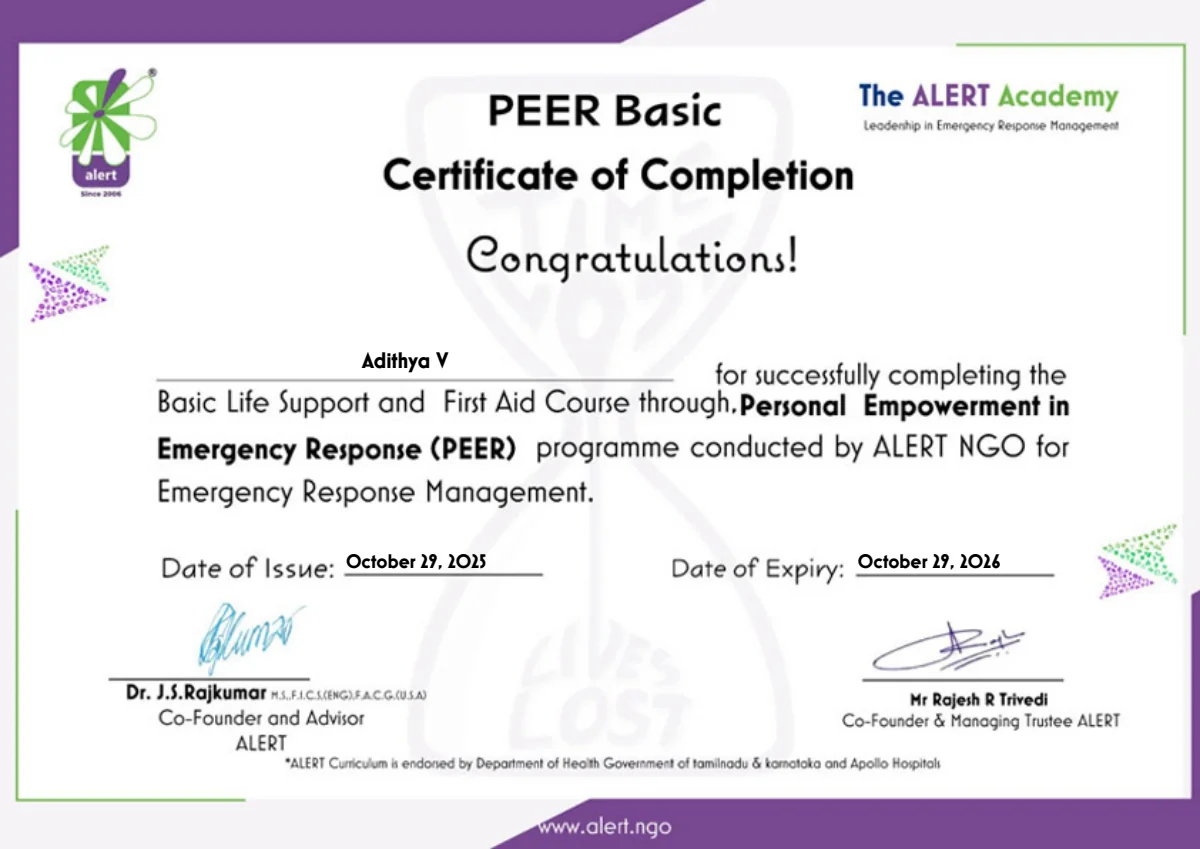 alert
Since 2006
The ALERT Academy
Leadership in Emergency Response Management
PEER Basic
Certificate of Completion
Congratulations!
TIME
LOST
Adithya V
for successfully completing the
Basic Life Support and First Aid Course through, Personal Empowerment in
Emergency Response (PEER) programme conducted by ALERT NGO for
Emergency Response Management.
Date of Issue: October 29, 2025
Date of Expiry: October 29, 2026
LIVES
LOST
Dr. J.S.Rajkumar M.S.,F.I.C.S,(ENG),F.A.C.G.(U.S.A)
Co-Founder and Advisor
ALERT
Mr Rajesh R Trivedi
Co-Founder & Managing Trustee ALERT
*ALERT Curriculum is endorsed by Department of Health Government of tamilnadu & karnataka and Apollo Hospitals
www.alert.ngo